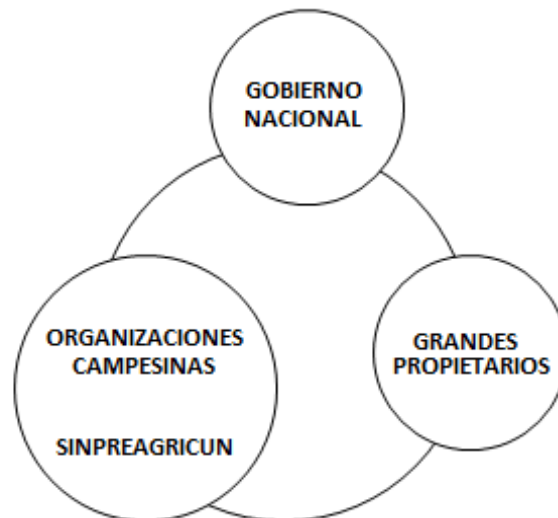 GOBIERNO
NACIONAL
ORGANIZACIONES
CAMPESINAS
SINPREAGRICUN
GRANDES
PROPIETARIOS